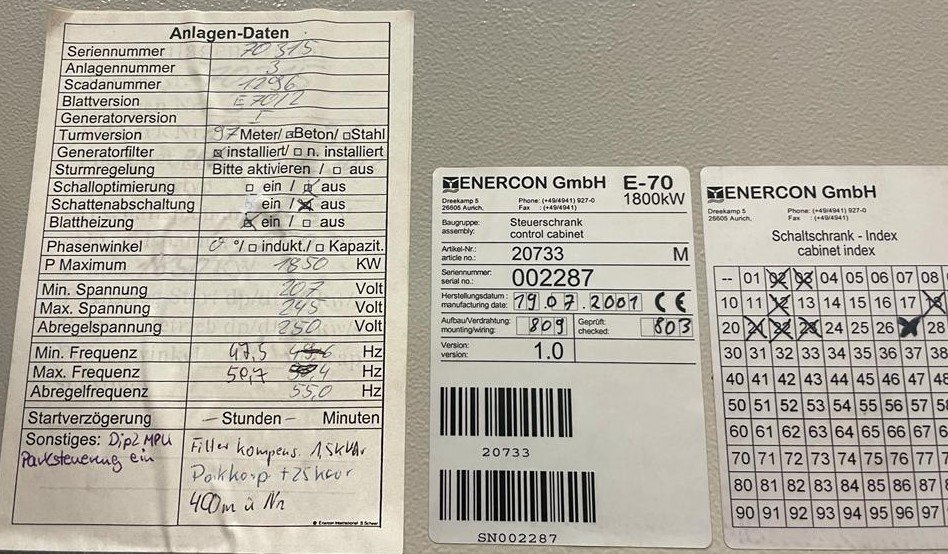 Anlagen-Daten
Seriennummer 70315
Anlagennummer 3
Scadanummer 1296
Blattversion E70/2
Generatorversion I
Turmversion 97 Meter/ ☒Beton/ □Stahl
Generatorfilter ☒ installiert/ □ n. installiert
Sturmregelung Bitte aktivieren / □ aus
Schalloptimierung □ ein / ☒ aus
Schattenabschaltung ein / ☒ aus
Blattheizung ☒ ein / □ aus
Phasenwinkel 0 °/ □ indukt./ □ Kapazit.
P Maximum 1850 KW
Min. Spannung 207 Volt
Max. Spannung 245 Volt
Abregelspannung 250 Volt
Min. Frequenz 47,5 Hz
Max. Frequenz 50,7 Hz
Abregelfrequenz 55,0 Hz
Startverzögerung – Stunden – Minuten
Sonstiges: Dip2 MPU
Parksteuerung ein
Filter kompens. 15kVAr
+25kvar
400m ü Nn
© Enercon International B.Scheer
ENERCON GmbH E-70
1800kW
Dreekamp 5
26605 Aurich,
Phone: (+49/4941) 927-0
Fax : (+49/4941)
Baugruppe:
assembly:
Steuerschrank
control cabinet
Artikel-Nr.:
article no.:
20733 M
Seriennummer:
serial no.:
002287
Herstellungsdatum :
manufacturing date:
19.07.2001 CE
Aufbau/Verdrahtung:
mounting/wiring:
809
Geprüft:
checked:
803
Version:
version:
1.0
20733
SN002287
ENERCON GmbH
Dreekamp 5
26605 Aurich,
Phone: (+49/4941) 927-0
Fax : (+49/4941)
Schaltschrank - Index
cabinet index
-- 01 02 03 04 05 06 07 08
10 11 12 13 14 15 16 17 18
20 21 22 23 24 25 26 28
30 31 32 33 34 35 36 37 38
40 41 42 43 44 45 46 47 48
50 51 52 53 54 55 56 57 5
60 61 62 63 64 65 66 67 6
70 71 72 73 74 75 76 77 7
80 81 82 83 84 85 86 87 8
90 91 92 93 94 95 96 97